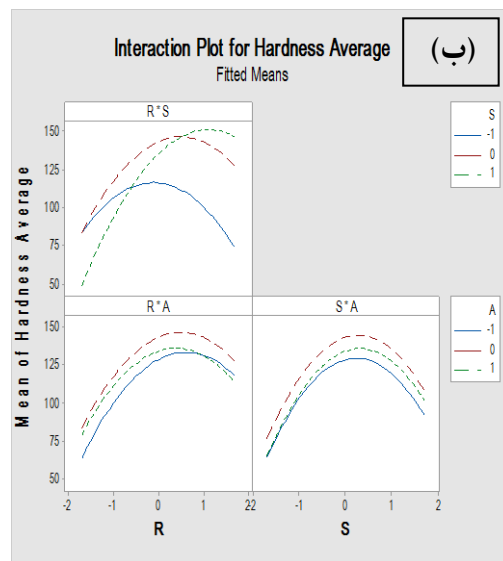 Interaction Plot for Hardness Average
Fitted Means
(ب)
R*S
S
-1
0
1
150
125
100
75
50
R*A
S*A
A
-1
0
1
150
125
100
75
50
-2
-1
0
1
2
2
-1
0
1
2
R
S
Mean of Hardness Average